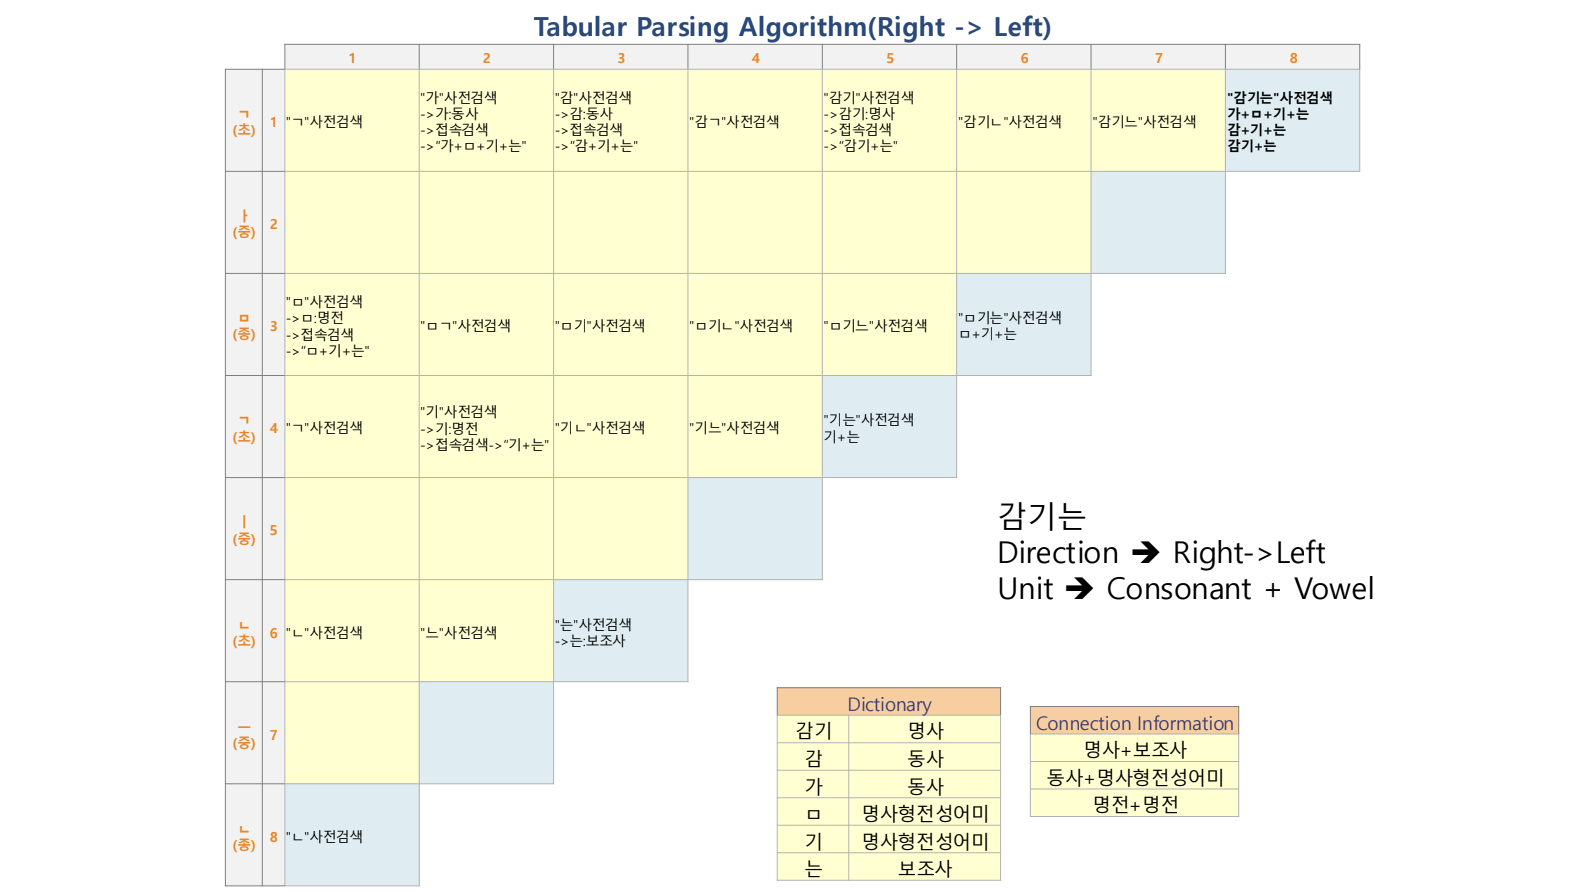 Tabular Parsing Algorithm(Right -> Left)
1 2 3 4 5 6 7 8
ㄱ
(초)
1
"ㄱ"사전검색
"가"사전검색
->가:동사
->접속검색
->"가+ㅁ+기+는"
"감"사전검색
->감:동사
->접속검색
->"감+기+는"
"감ㄱ"사전검색
"감기"사전검색
->감기:명사
->접속검색
->"감기+는"
"감기ㄴ"사전검색
"감기느"사전검색
"감기는"사전검색
가+ㅁ+기+는
감+기+는
감기+는
ㅏ
(중)
2
ㅁ
(종)
3
"ㅁ"사전검색
->ㅁ:명전
->접속검색
->"ㅁ+기+는"
"ㅁㄱ"사전검색
"ㅁ기"사전검색
"ㅁ기ㄴ"사전검색
"ㅁ기느"사전검색
"ㅁ기는"사전검색
ㅁ+기+는
ㄱ
(초)
4
"ㄱ"사전검색
"기"사전검색
->기:명전
->접속검색->"기+는"
"기ㄴ"사전검색
"기느"사전검색
"기는"사전검색
기+는
ㅣ
(중)
5
ㄴ
(초)
6
"ㄴ"사전검색
"느"사전검색
"는"사전검색
->는:보조사
ㅡ
(중)
7
ㄴ
(종)
8
"ㄴ"사전검색
감기는
Direction ➔ Right->Left
Unit ➔ Consonant + Vowel
Dictionary
감기 명사
감 동사
가 동사
ㅁ 명사형전성어미
기 명사형전성어미
는 보조사
Connection Information
명사+보조사
동사+명사형전성어미
명전+명전